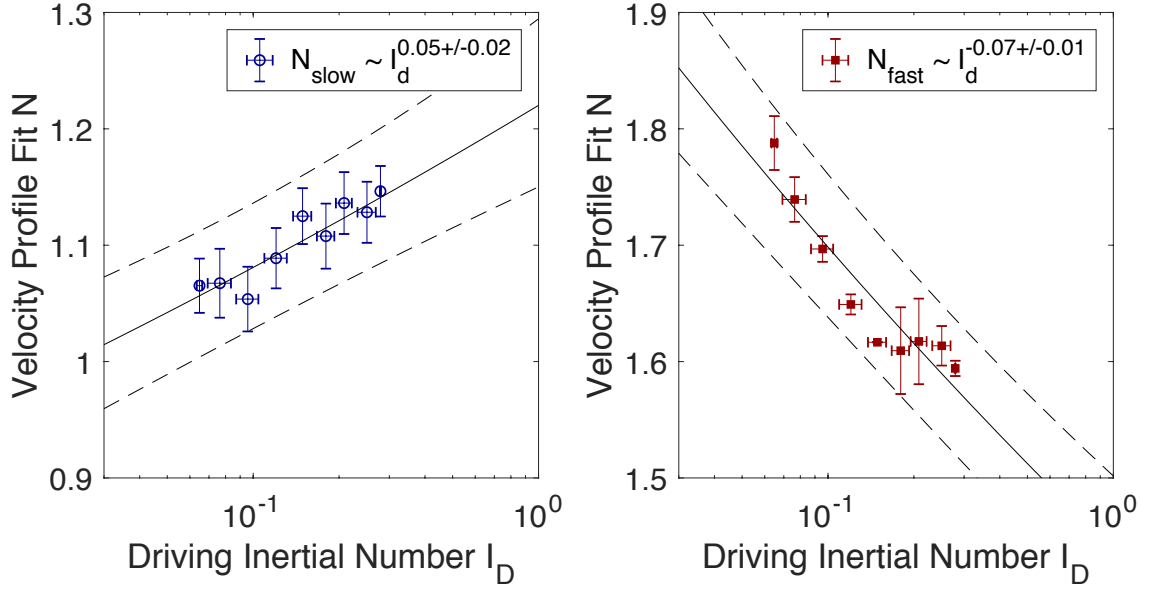 1.3
1.2
1.1
1
0.9
Velocity Profile Fit N
N_slow ~ I_d^0.05+/-0.02
10^-1
10^0
Driving Inertial Number I_D
1.9
1.8
1.7
1.6
1.5
Velocity Profile Fit N
N_fast ~ I_d^-0.07+/-0.01
10^-1
10^0
Driving Inertial Number I_D